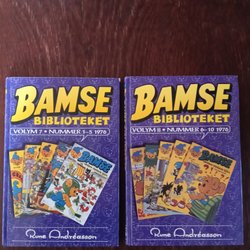 BAMSE
BIBLIOTEKET
VOLYM 7 • NUMMER 1-5 1976
Rune Andréasson
BAMSE
BIBLIOTEKET
VOLYM 8 • NUMMER 6-10 1976
Rune Andréasson